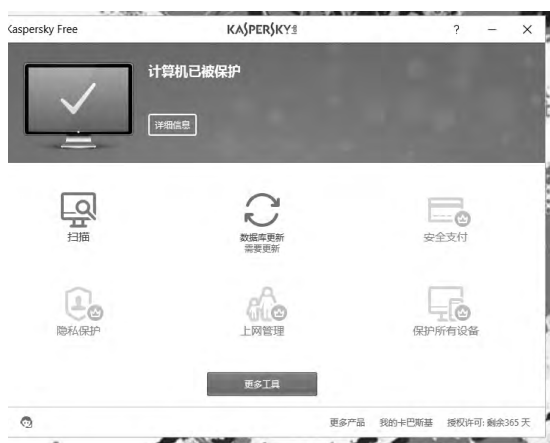 Kaspersky Free
KASPERSKY
?
计算机已被保护
详细信息
扫描
数据库更新
需要更新
安全支付
隐私保护
上网管理
保护所有设备
更多工具
更多产品 我的卡巴斯基 授权许可: 剩余365 天